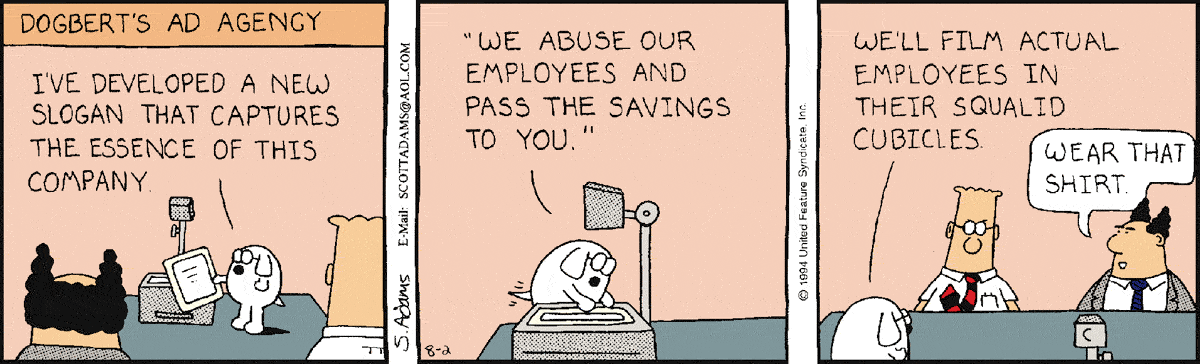 DOGBERT'S AD AGENCY
I'VE DEVELOPED A NEW
SLOGAN THAT CAPTURES
THE ESSENCE OF THIS
COMPANY.
S. ADAMS E-Mail: SCOTTADAMS@AOL.COM
"WE ABUSE OUR
EMPLOYEES AND
PASS THE SAVINGS
TO YOU."
8-2
© 1994 United Feature Syndicate, Inc.
WE'LL FILM ACTUAL
EMPLOYEES IN
THEIR SQUALID
CUBICLES.
WEAR THAT
SHIRT.